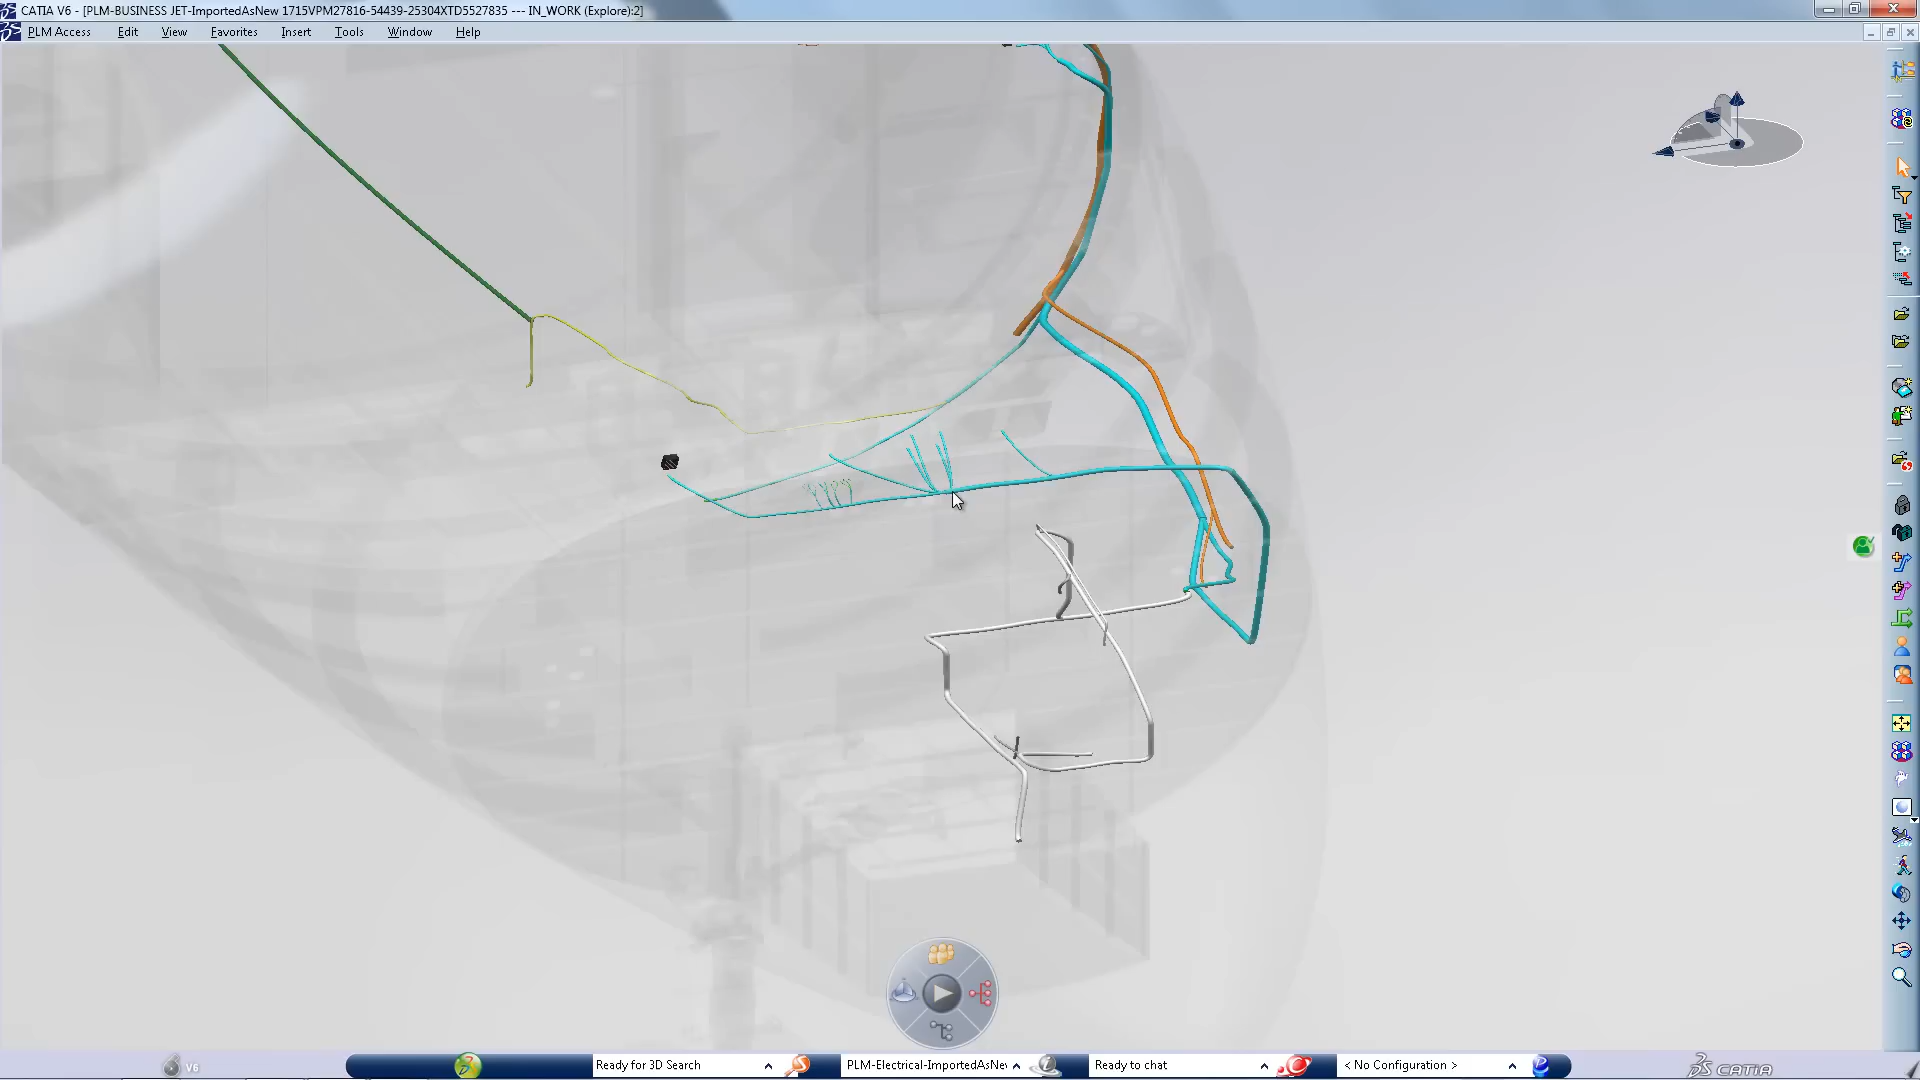 CATIA V6 - [PLM-BUSINESS JET-ImportedAsNew 1715VPM27816-54439-25304XTD5527835 --- IN_WORK (Explore):2]
PLM Access Edit View Favorites Insert Tools Window Help
V6
Ready for 3D Search
PLM-Electrical-ImportedAsNe
Ready to chat
< No Configuration >
CATIA